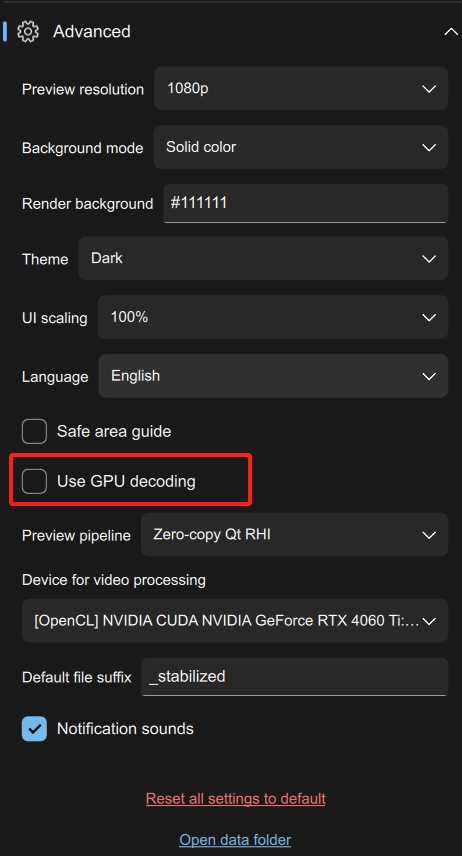 Advanced
Preview resolution 1080p
Background mode Solid color
Render background #111111
Theme Dark
UI scaling 100%
Language English
Safe area guide
Use GPU decoding
Preview pipeline Zero-copy Qt RHI
Device for video processing
[OpenCL] NVIDIA CUDA NVIDIA GeForce RTX 4060 Ti:...
Default file suffix _stabilized
Notification sounds
Reset all settings to default
Open data folder